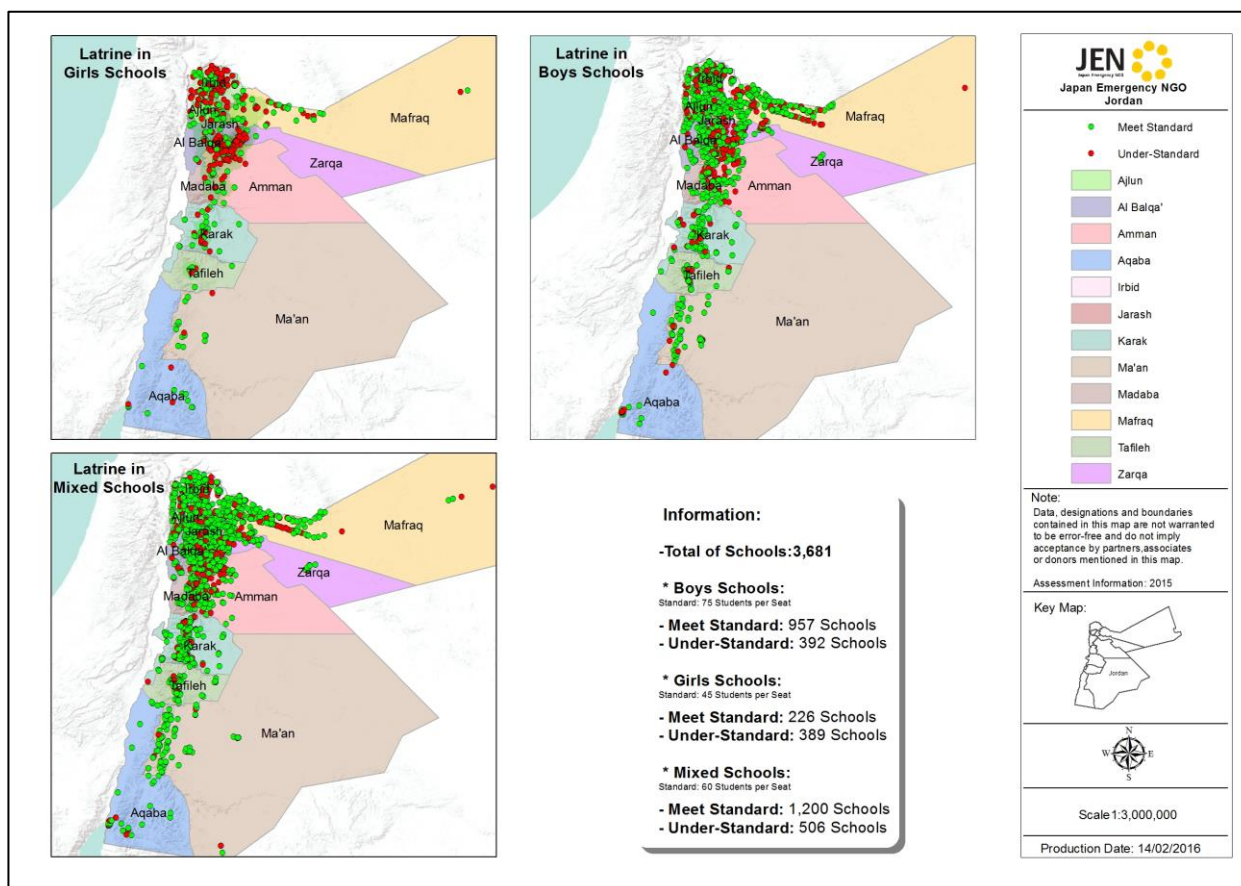 Latrine in
Girls Schools
Irbid
Ajlun
Jarash
Al Balqa'
Mafraq
Zarqa
Madaba
Amman
Karak
Tafileh
Ma'an
Aqaba
Latrine in
Boys Schools
Irbid
Ajlun
Jarash
Al Balqa'
Mafraq
Zarqa
Madaba
Amman
Karak
Tafileh
Ma'an
Aqaba
Latrine in
Mixed Schools
Irbid
Ajlun
Jarash
Al Balqa'
Mafraq
Zarqa
Madaba
Amman
Karak
Tafileh
Ma'an
Aqaba
Information:
-Total of Schools:3,681
* Boys Schools:
Standard: 75 Students per Seat
- Meet Standard: 957 Schools
- Under-Standard: 392 Schools
* Girls Schools:
Standard: 45 Students per Seat
- Meet Standard: 226 Schools
- Under-Standard: 389 Schools
* Mixed Schools:
Standard: 60 Students per Seat
- Meet Standard: 1,200 Schools
- Under-Standard: 506 Schools
JEN
Japan Emergency NGO
Japan Emergency NGO
Jordan
Meet Standard
Under-Standard
Ajlun
Al Balqa'
Amman
Aqaba
Irbid
Jarash
Karak
Ma'an
Madaba
Mafraq
Tafileh
Zarqa
Note:
Data, designations and boundaries
contained in this map are not warranted
to be error-free and do not imply
acceptance by partners,associates
or donors mentioned in this map.
Assessment Information: 2015
Key Map:
Jordan
N
W E
S
Scale1:3,000,000
Production Date: 14/02/2016